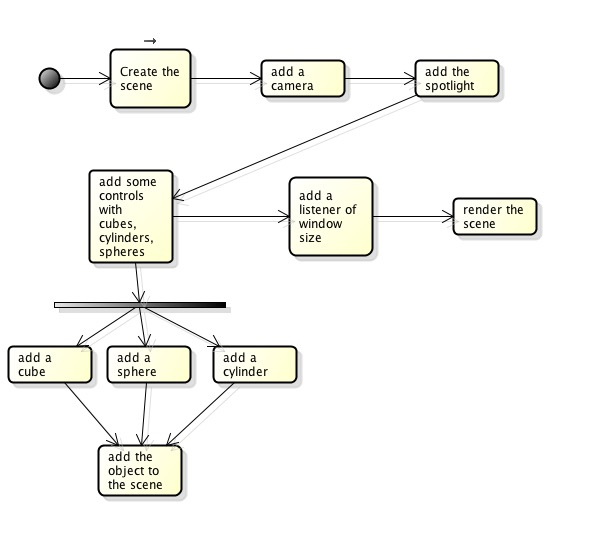 Create the
scene
add a
camera
add the
spotlight
add some
controls
with
cubes,
cylinders,
spheres
add a
listener of
window
size
render the
scene
add a
cube
add a
sphere
add a
cylinder
add the
object to
the scene